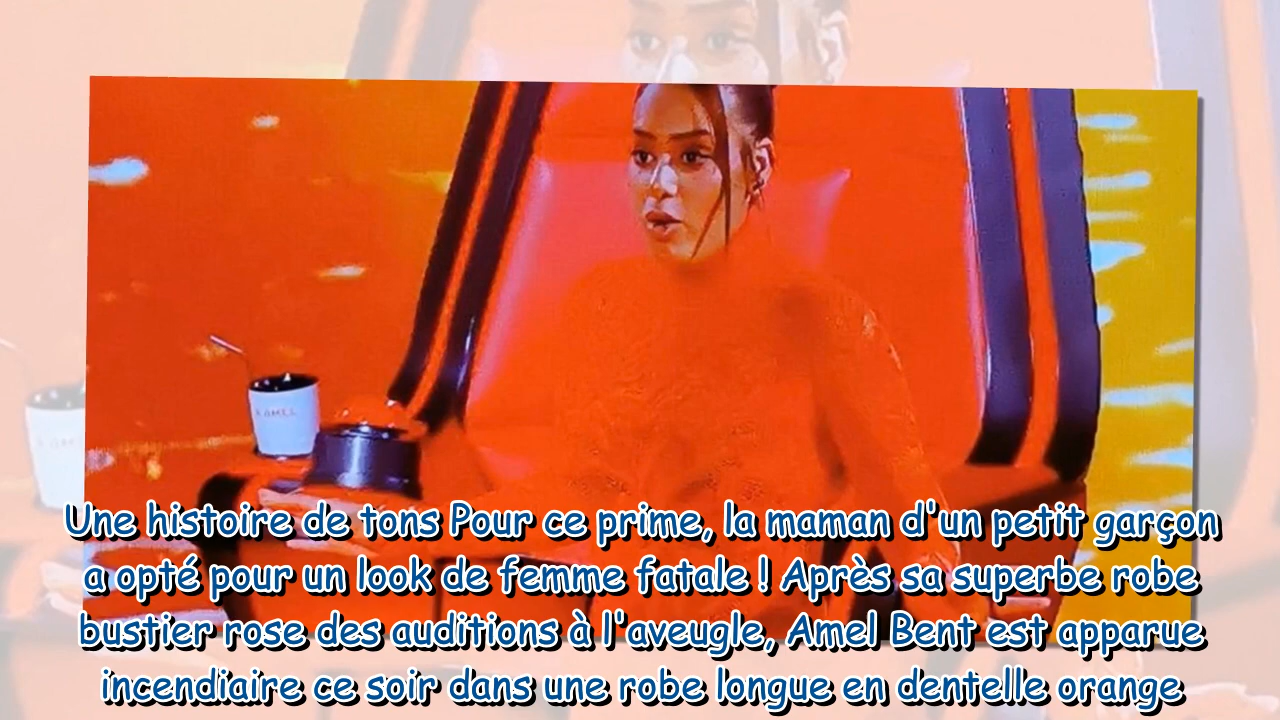 AMEL
Une histoire de tons Pour ce prime, la maman d'un petit garçon
a opté pour un look de femme fatale ! Après sa superbe robe
bustier rose des auditions à l'aveugle, Amel Bent est apparue
incendiaire ce soir dans une robe longue en dentelle orange